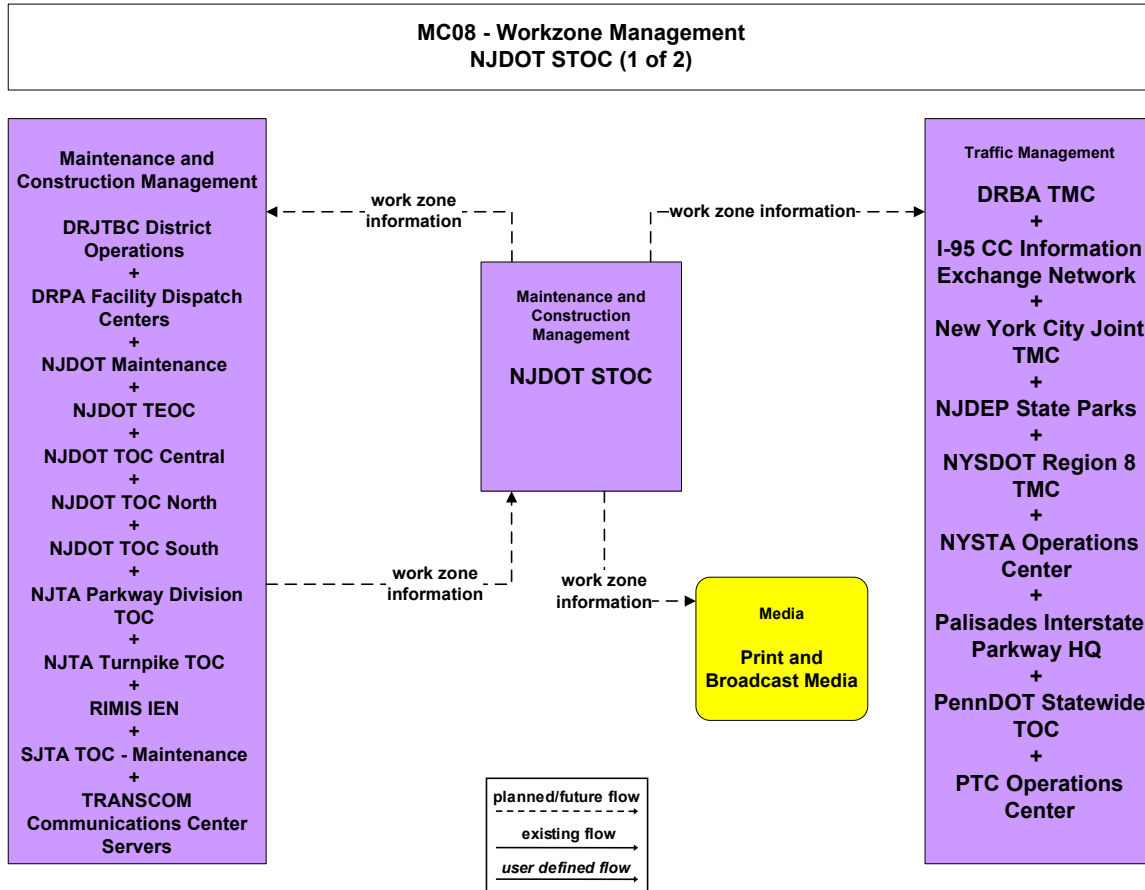 MC08 - Workzone Management
NJDOT STOC (1 of 2)
Maintenance and
Construction Management
DRJTBC District
Operations
+
DRPA Facility Dispatch
Centers
+
NJDOT Maintenance
+
NJDOT TEOC
+
NJDOT TOC Central
+
NJDOT TOC North
+
NJDOT TOC South
+
NJTA Parkway Division
TOC
+
NJTA Turnpike TOC
+
RIMIS IEN
+
SJTA TOC - Maintenance
+
TRANSCOM
Communications Center
Servers
work zone
information
work zone information
Maintenance and
Construction
Management
NJDOT STOC
work zone
information
work zone
information
Media
Print and
Broadcast Media
Traffic Management
DRBA TMC
+
I-95 CC Information
Exchange Network
+
New York City Joint
TMC
+
NJDEP State Parks
+
NYSDOT Region 8
TMC
+
NYSTA Operations
Center
+
Palisades Interstate
Parkway HQ
+
PennDOT Statewide
TOC
+
PTC Operations
Center
planned/future flow
existing flow
user defined flow